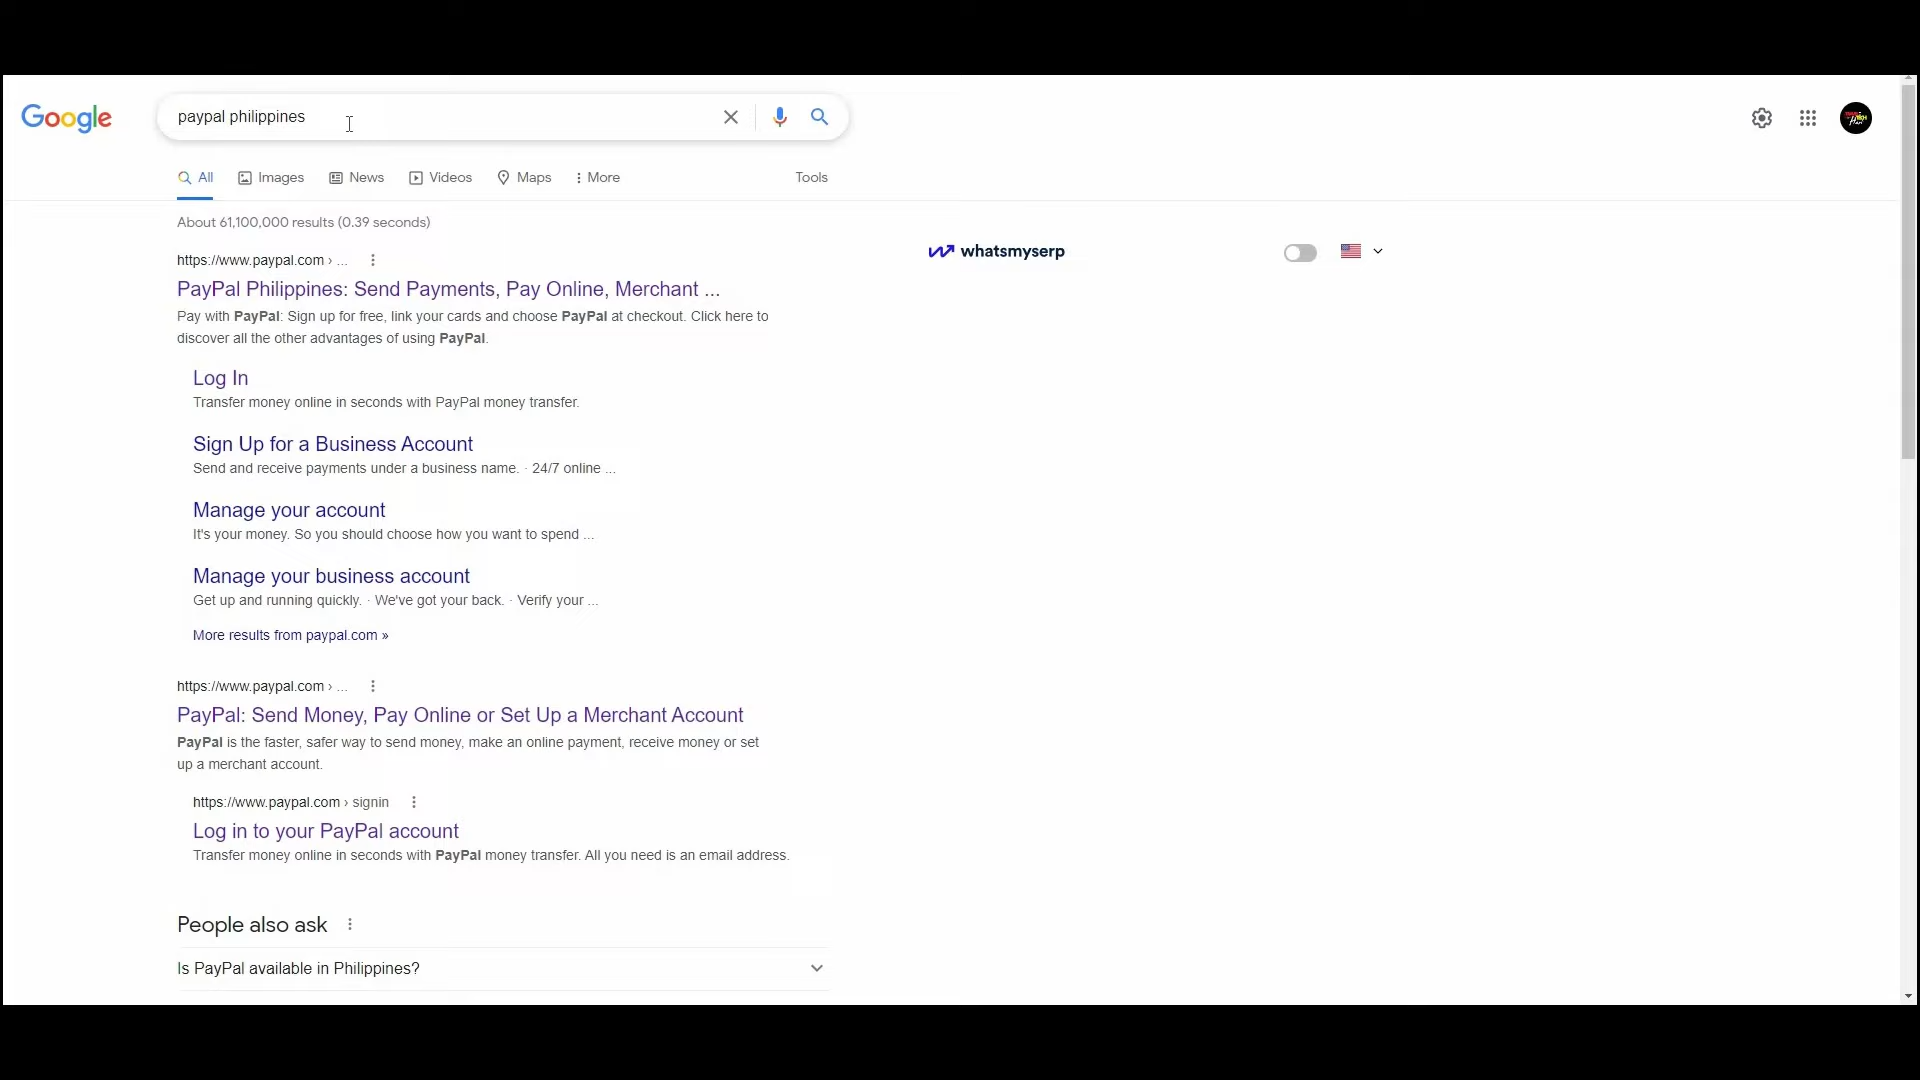 Google
paypal philippines
All Images News Videos Maps More Tools
About 61,100,000 results (0.39 seconds)
whatsmyserp
https://www.paypal.com › ...
PayPal Philippines: Send Payments, Pay Online, Merchant ...
Pay with PayPal: Sign up for free, link your cards and choose PayPal at checkout. Click here to
discover all the other advantages of using PayPal.
Log In
Transfer money online in seconds with PayPal money transfer.
Sign Up for a Business Account
Send and receive payments under a business name. · 24/7 online ...
Manage your account
It's your money. So you should choose how you want to spend ...
Manage your business account
Get up and running quickly. · We've got your back. · Verify your ...
More results from paypal.com »
https://www.paypal.com › ...
PayPal: Send Money, Pay Online or Set Up a Merchant Account
PayPal is the faster, safer way to send money, make an online payment, receive money or set
up a merchant account.
https://www.paypal.com › signin
Log in to your PayPal account
Transfer money online in seconds with PayPal money transfer. All you need is an email address.
People also ask
Is PayPal available in Philippines?